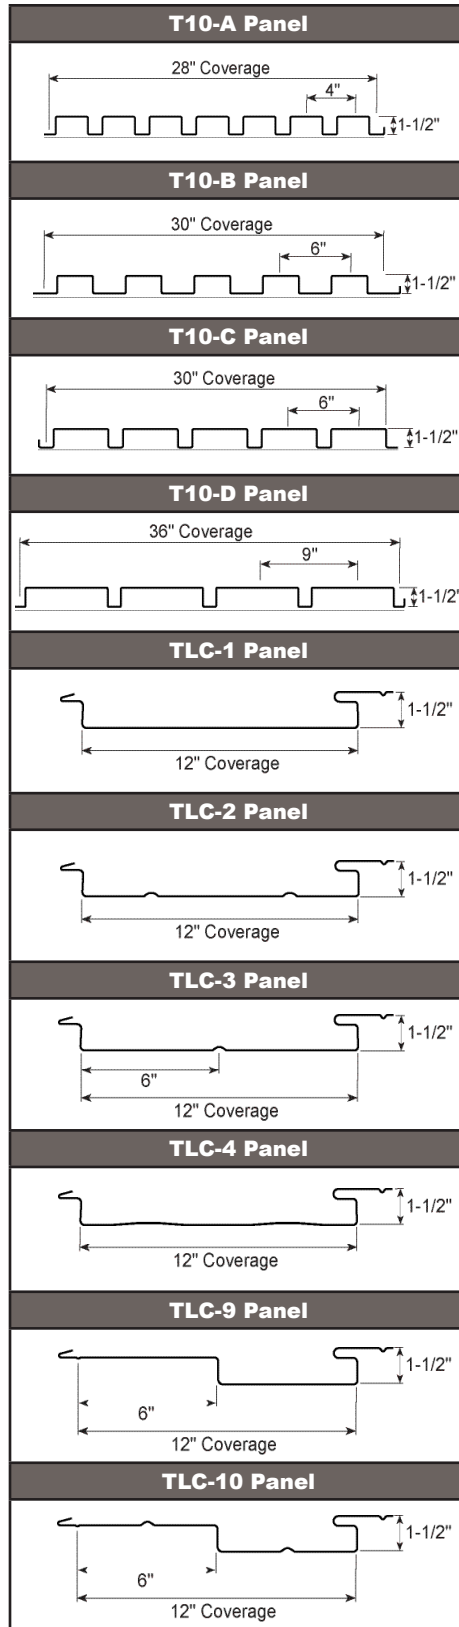 T10-A Panel
28" Coverage
4"
1-1/2"
T10-B Panel
30" Coverage
6"
1-1/2"
T10-C Panel
30" Coverage
6"
1-1/2"
T10-D Panel
36" Coverage
9"
1-1/2"
TLC-1 Panel
1-1/2"
12" Coverage
TLC-2 Panel
1-1/2"
12" Coverage
TLC-3 Panel
1-1/2"
6"
12" Coverage
TLC-4 Panel
1-1/2"
12" Coverage
TLC-9 Panel
1-1/2"
6"
12" Coverage
TLC-10 Panel
1-1/2"
6"
12" Coverage